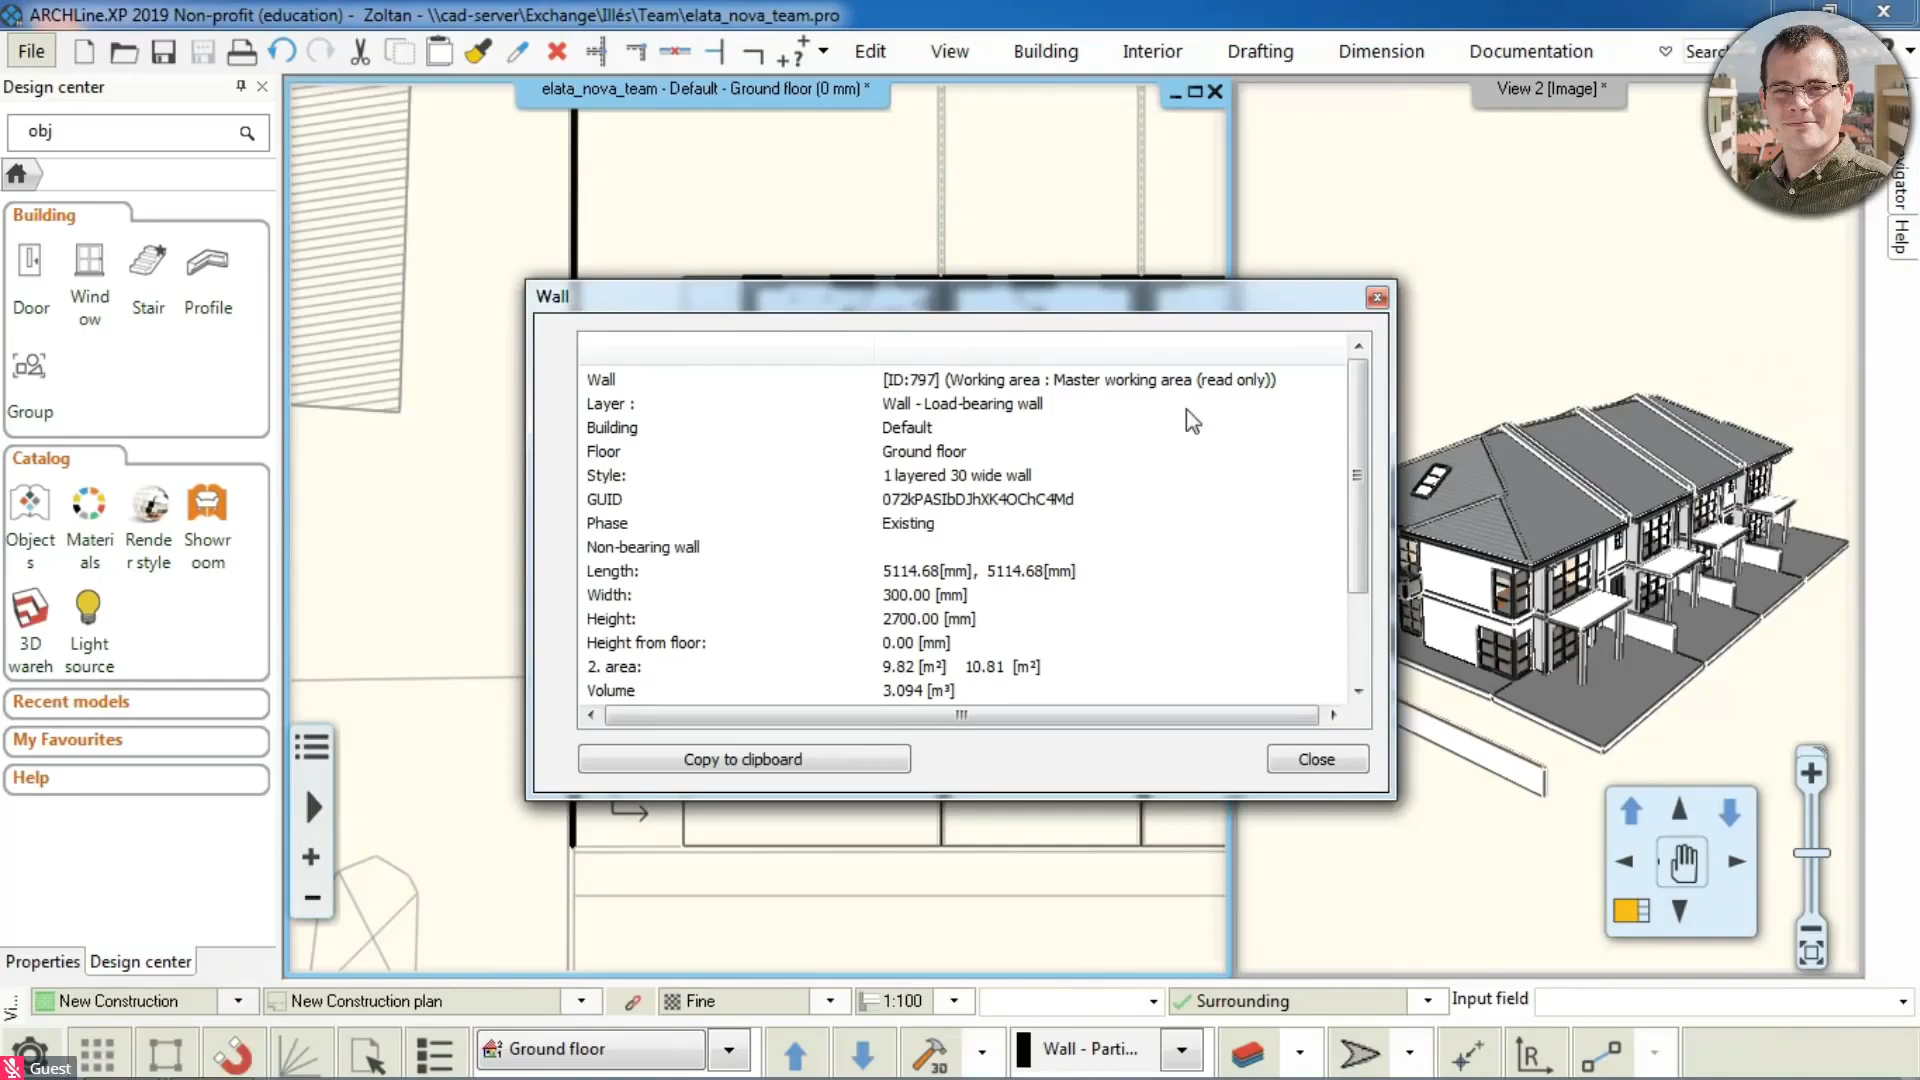 ARCHLine.XP 2019 Non-profit (education) - Zoltan - \\cad-server\Exchange\Illés\Team\elata_nova_team.pro
File
Edit
View
Building
Interior
Drafting
Dimension
Documentation
Design center
elata_nova_team - Default - Ground floor (0 mm) *
View 2 [Image] *
obj
Help
Building
Door
Wind
ow
Stair
Profile
Group
Catalog
Object
s
Materi
als
Rende
r style
Showr
oom
3D
wareh
Light
source
Recent models
My Favourites
Help
Wall
Wall [ID:797] (Working area : Master working area (read only))
Layer : Wall - Load-bearing wall
Building Default
Floor Ground floor
Style: 1 layered 30 wide wall
GUID 072kPASIbDJhXK4OChC4Md
Phase Existing
Non-bearing wall
Length: 5114.68[mm], 5114.68[mm]
Width: 300.00 [mm]
Height: 2700.00 [mm]
Height from floor: 0.00 [mm]
2. area: 9.82 [m²] 10.81 [m²]
Volume 3.094 [m³]
Copy to clipboard
Close
Properties
Design center
Vi...
New Construction
New Construction plan
Fine
1:100
Surrounding
Input field
Ground floor
3D
Wall - Parti...
R
Guest